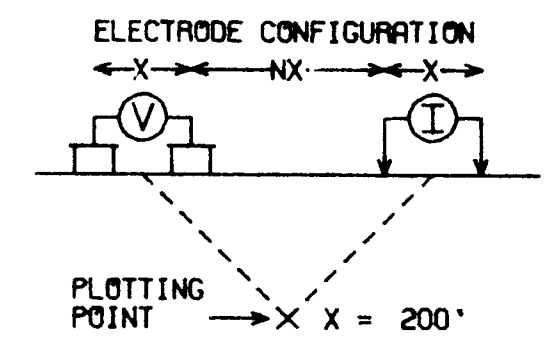 ELECTRODE CONFIGURATION
X NX X
V I
PLOTTING
POINT X X = 200'